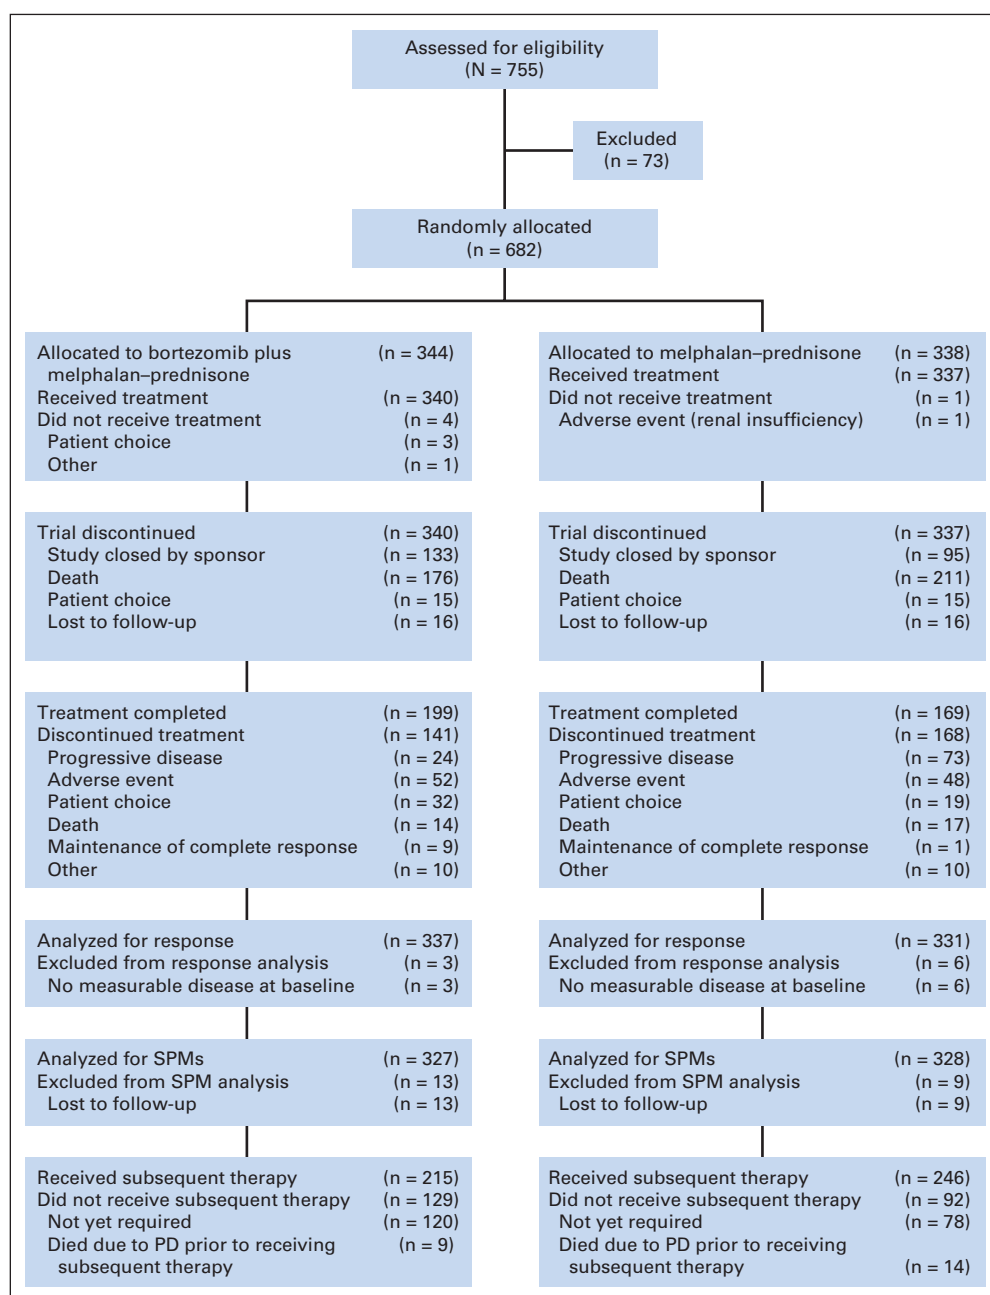 Assessed for eligibility
(N = 755)
Excluded
(n = 73)
Randomly allocated
(n = 682)
Allocated to bortezomib plus (n = 344)
melphalan–prednisone
Received treatment (n = 340)
Did not receive treatment (n = 4)
Patient choice (n = 3)
Other (n = 1)
Allocated to melphalan–prednisone (n = 338)
Received treatment (n = 337)
Did not receive treatment (n = 1)
Adverse event (renal insufficiency) (n = 1)
Trial discontinued (n = 340)
Study closed by sponsor (n = 133)
Death (n = 176)
Patient choice (n = 15)
Lost to follow-up (n = 16)
Trial discontinued (n = 337)
Study closed by sponsor (n = 95)
Death (n = 211)
Patient choice (n = 15)
Lost to follow-up (n = 16)
Treatment completed (n = 199)
Discontinued treatment (n = 141)
Progressive disease (n = 24)
Adverse event (n = 52)
Patient choice (n = 32)
Death (n = 14)
Maintenance of complete response (n = 9)
Other (n = 10)
Treatment completed (n = 169)
Discontinued treatment (n = 168)
Progressive disease (n = 73)
Adverse event (n = 48)
Patient choice (n = 19)
Death (n = 17)
Maintenance of complete response (n = 1)
Other (n = 10)
Analyzed for response (n = 337)
Excluded from response analysis (n = 3)
No measurable disease at baseline (n = 3)
Analyzed for response (n = 331)
Excluded from response analysis (n = 6)
No measurable disease at baseline (n = 6)
Analyzed for SPMs (n = 327)
Excluded from SPM analysis (n = 13)
Lost to follow-up (n = 13)
Analyzed for SPMs (n = 328)
Excluded from SPM analysis (n = 9)
Lost to follow-up (n = 9)
Received subsequent therapy (n = 215)
Did not receive subsequent therapy (n = 129)
Not yet required (n = 120)
Died due to PD prior to receiving (n = 9)
subsequent therapy
Received subsequent therapy (n = 246)
Did not receive subsequent therapy (n = 92)
Not yet required (n = 78)
Died due to PD prior to receiving
subsequent therapy (n = 14)